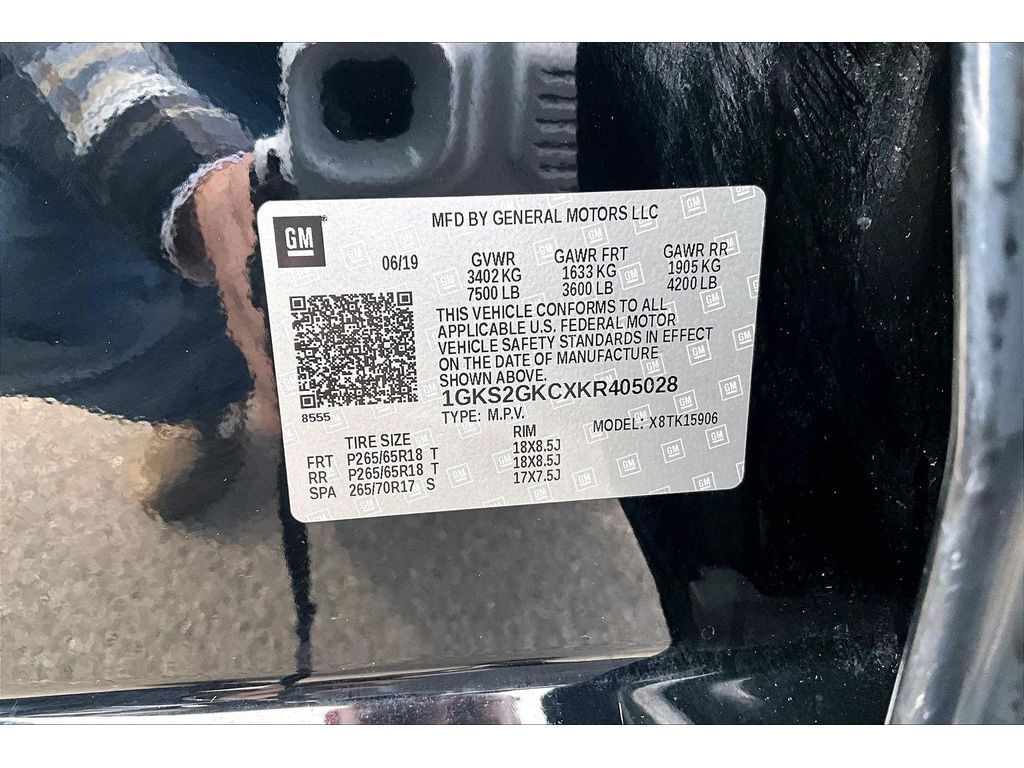 MFD BY GENERAL MOTORS LLC
GM
06/19
GVWR GAWR FRT GAWR RR
3402 KG 1633 KG 1905 KG
7500 LB 3600 LB 4200 LB
THIS VEHICLE CONFORMS TO ALL
APPLICABLE U.S. FEDERAL MOTOR
VEHICLE SAFETY STANDARDS IN EFFECT
ON THE DATE OF MANUFACTURE
SHOWN ABOVE.
1GKS2GKCXKR405028
8555
TYPE: M.P.V. MODEL: X8TK15906
TIRE SIZE RIM
FRT P265/65R18 T 18X8.5J
RR P265/65R18 T 18X8.5J
SPA 265/70R17 S 17X7.5J